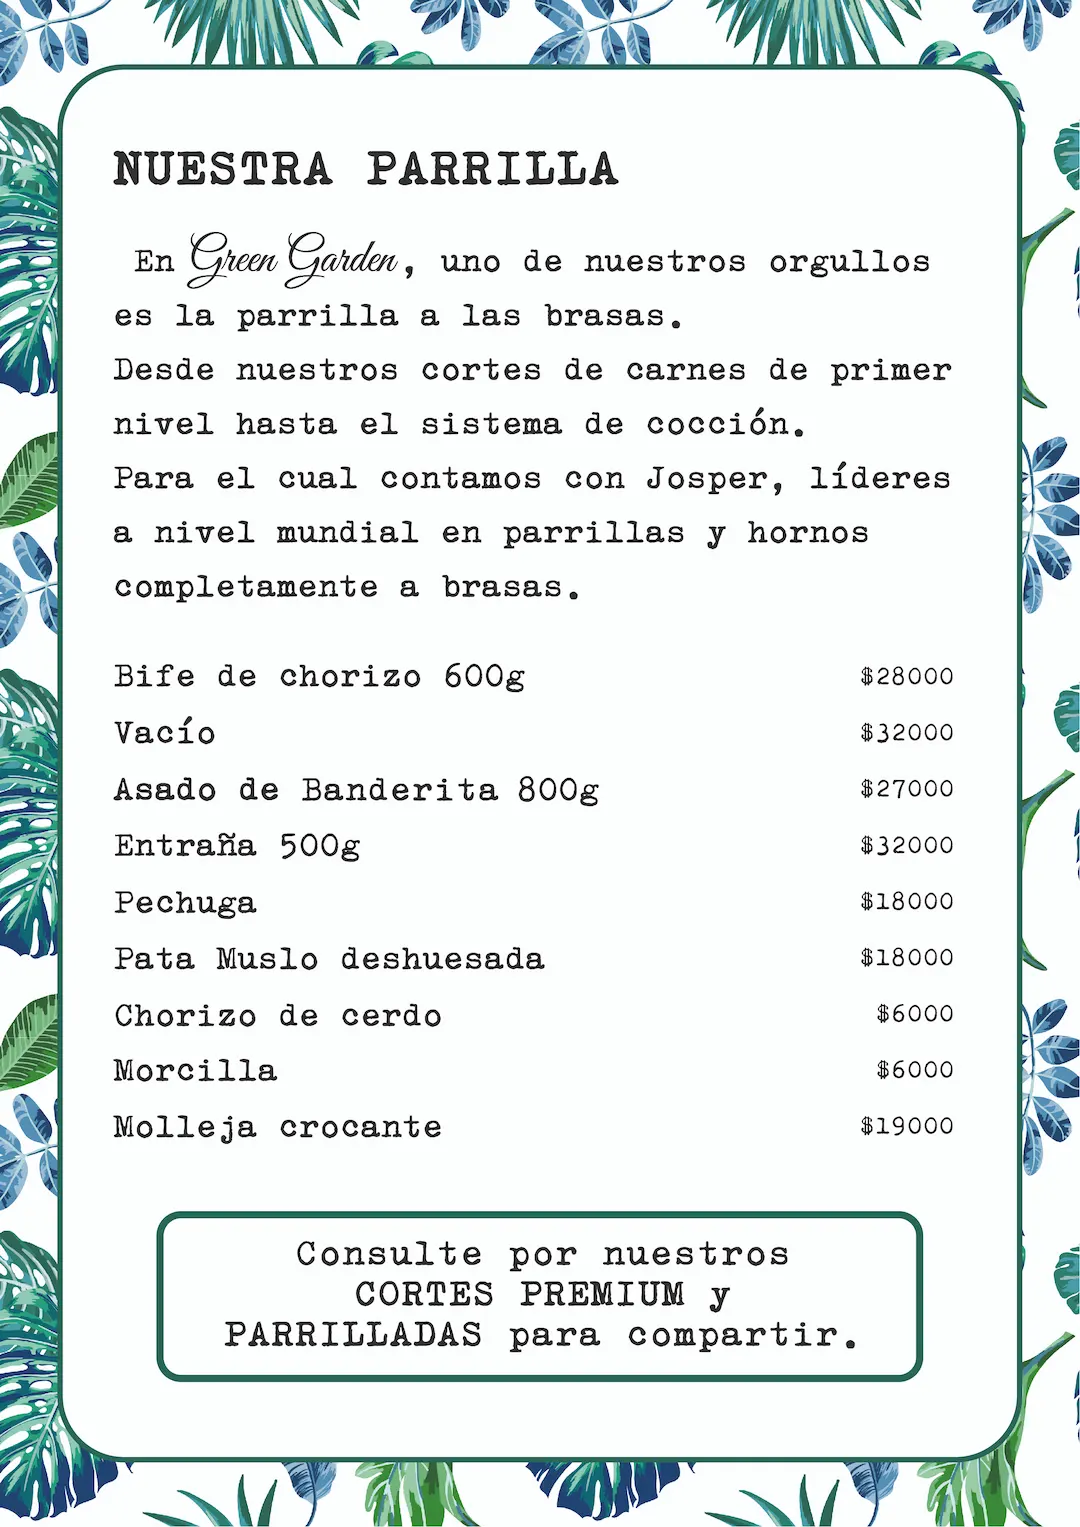 NUESTRA PARRILLA
En Green Garden, uno de nuestros orgullos
es la parrilla a las brasas.
Desde nuestros cortes de carnes de primer
nivel hasta el sistema de cocción.
Para el cual contamos con Josper, líderes
a nivel mundial en parrillas y hornos
completamente a brasas.
Bife de chorizo 600g $28000
Vacío $32000
Asado de Banderita 800g $27000
Entraña 500g $32000
Pechuga $18000
Pata Muslo deshuesada $18000
Chorizo de cerdo $6000
Morcilla $6000
Molleja crocante $19000
Consulte por nuestros
CORTES PREMIUM y
PARRILLADAS para compartir.